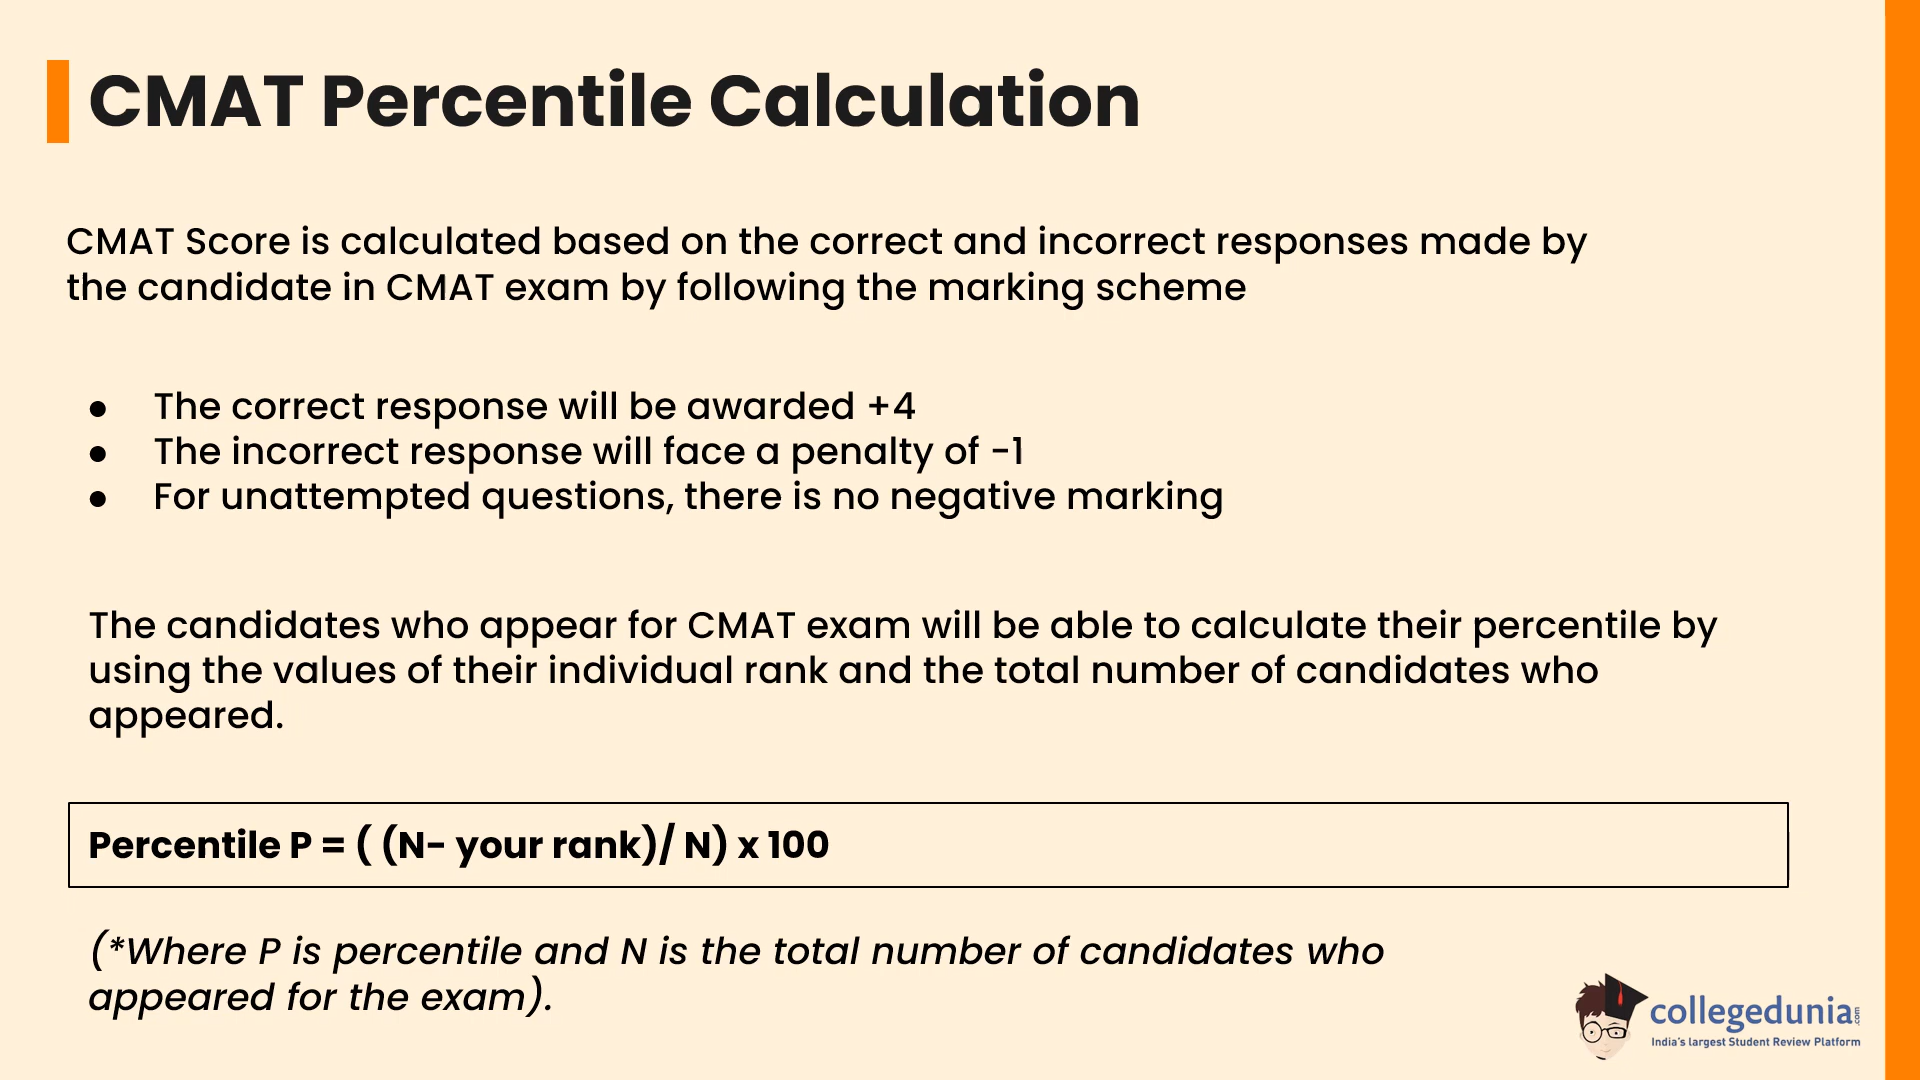 CMAT Percentile Calculation
CMAT Score is calculated based on the correct and incorrect responses made by
the candidate in CMAT exam by following the marking scheme
● The correct response will be awarded +4
● The incorrect response will face a penalty of -1
● For unattempted questions, there is no negative marking
The candidates who appear for CMAT exam will be able to calculate their percentile by
using the values of their individual rank and the total number of candidates who
appeared.
Percentile P = ( (N- your rank)/ N) x 100
(*Where P is percentile and N is the total number of candidates who
appeared for the exam).
collegedunia.com
India's largest Student Review Platform